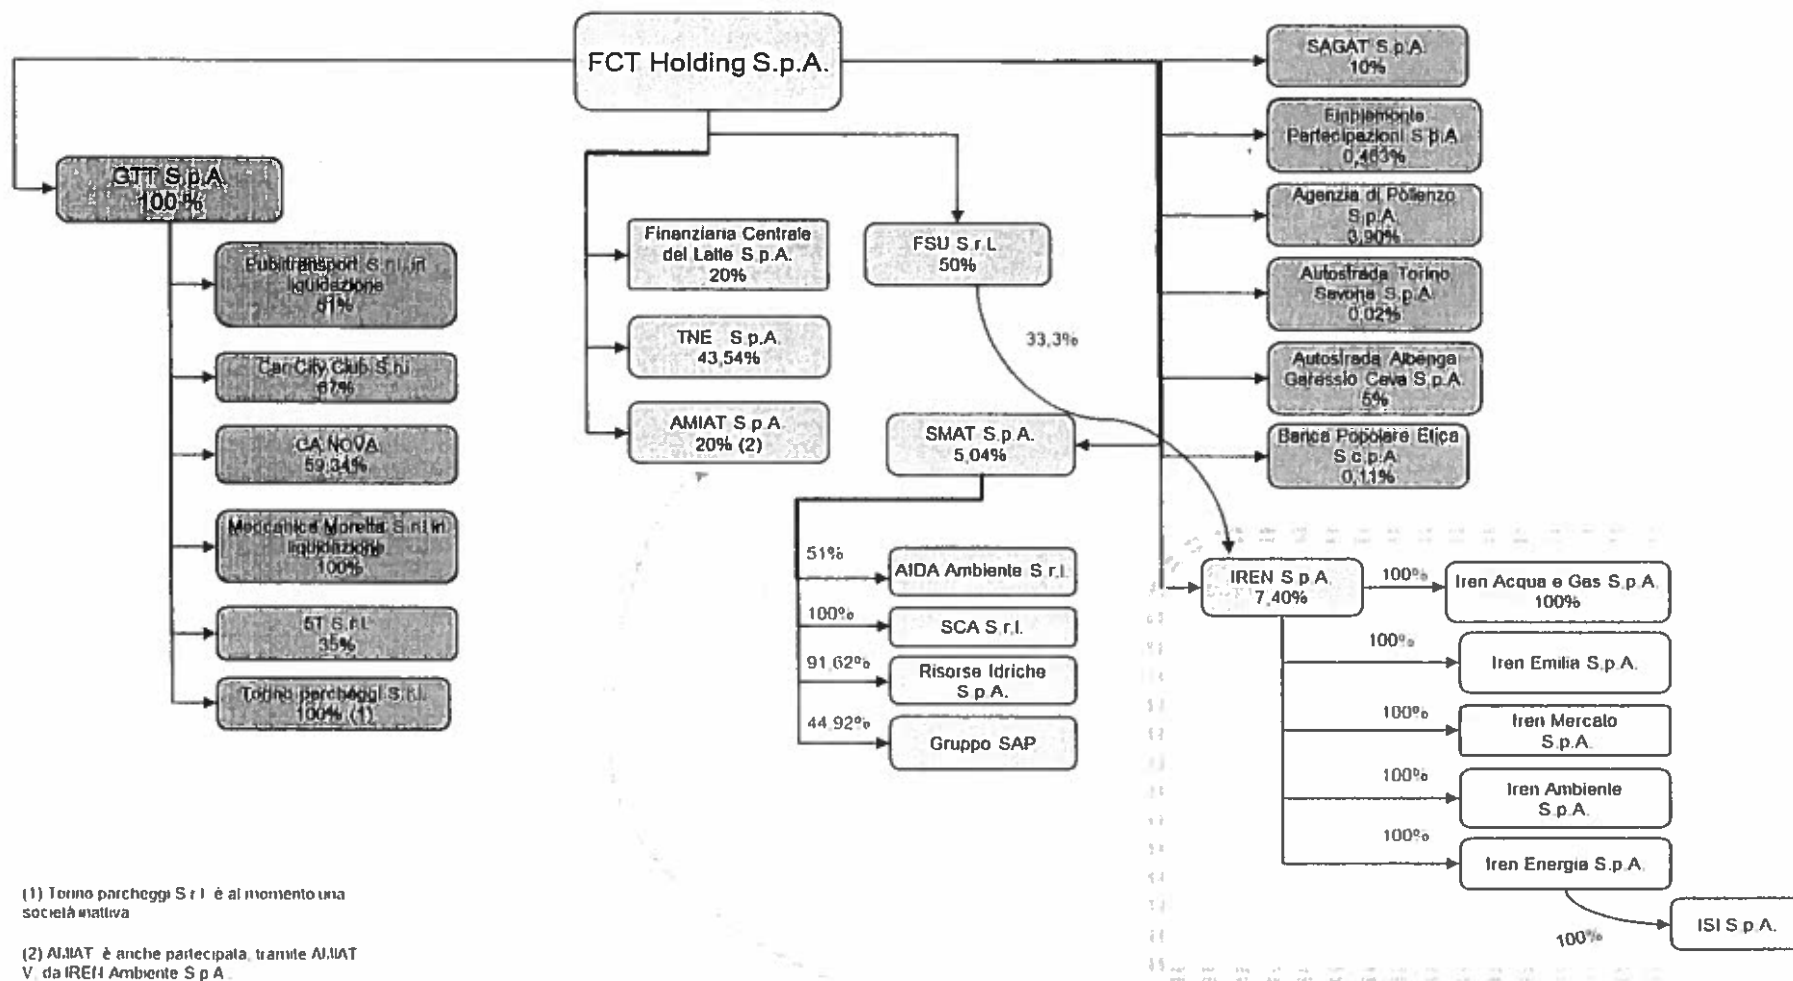 FCT Holding S.p.A.
SAGAT S.p.A.
10%
Finpiemonte
Partecipazioni S.p.A.
0,463%
Agenzia di Pollenzo
S.p.A.
3,90%
Autostrada Torino
Savona S.p.A.
0,02%
Autostrada Albenga
Garessio Ceva S.p.A.
5%
Banca Popolare Etica
S.c.p.A.
0,11%
GTT S.p.A.
100 %
Publitransport S.r.l. in
liquidazione
51%
Car City Club S.r.l.
67%
CA.NOVA
59,34%
Meccanica Moretta S.r.l. in
liquidazione
100%
5T S.r.l.
35%
Torino parcheggi S.r.l.
100% (1)
Finanziaria Centrale
del Latte S.p.A.
20%
TNE S.p.A.
43,54%
AMIAT S.p.A.
20% (2)
FSU S.r.L
50%
33,3%
SMAT S.p.A.
5,04%
51%
AIDA Ambiente S.r.l.
100%
SCA S.r.l.
91,62%
Risorse Idriche
S.p.A.
44,92%
Gruppo SAP
IREN S.p.A.
7,40%
100%
Iren Acqua e Gas S.p.A.
100%
100%
Iren Emilia S.p.A.
100%
Iren Mercato
S.p.A.
100%
Iren Ambiente
S.p.A.
100%
Iren Energia S.p.A.
100%
ISI S.p.A.
(1) Torino parcheggi S.r.l. è al momento una
società inattiva
(2) AMIAT è anche partecipata, tramite AMIAT
V, da IREN Ambiente S.p.A.